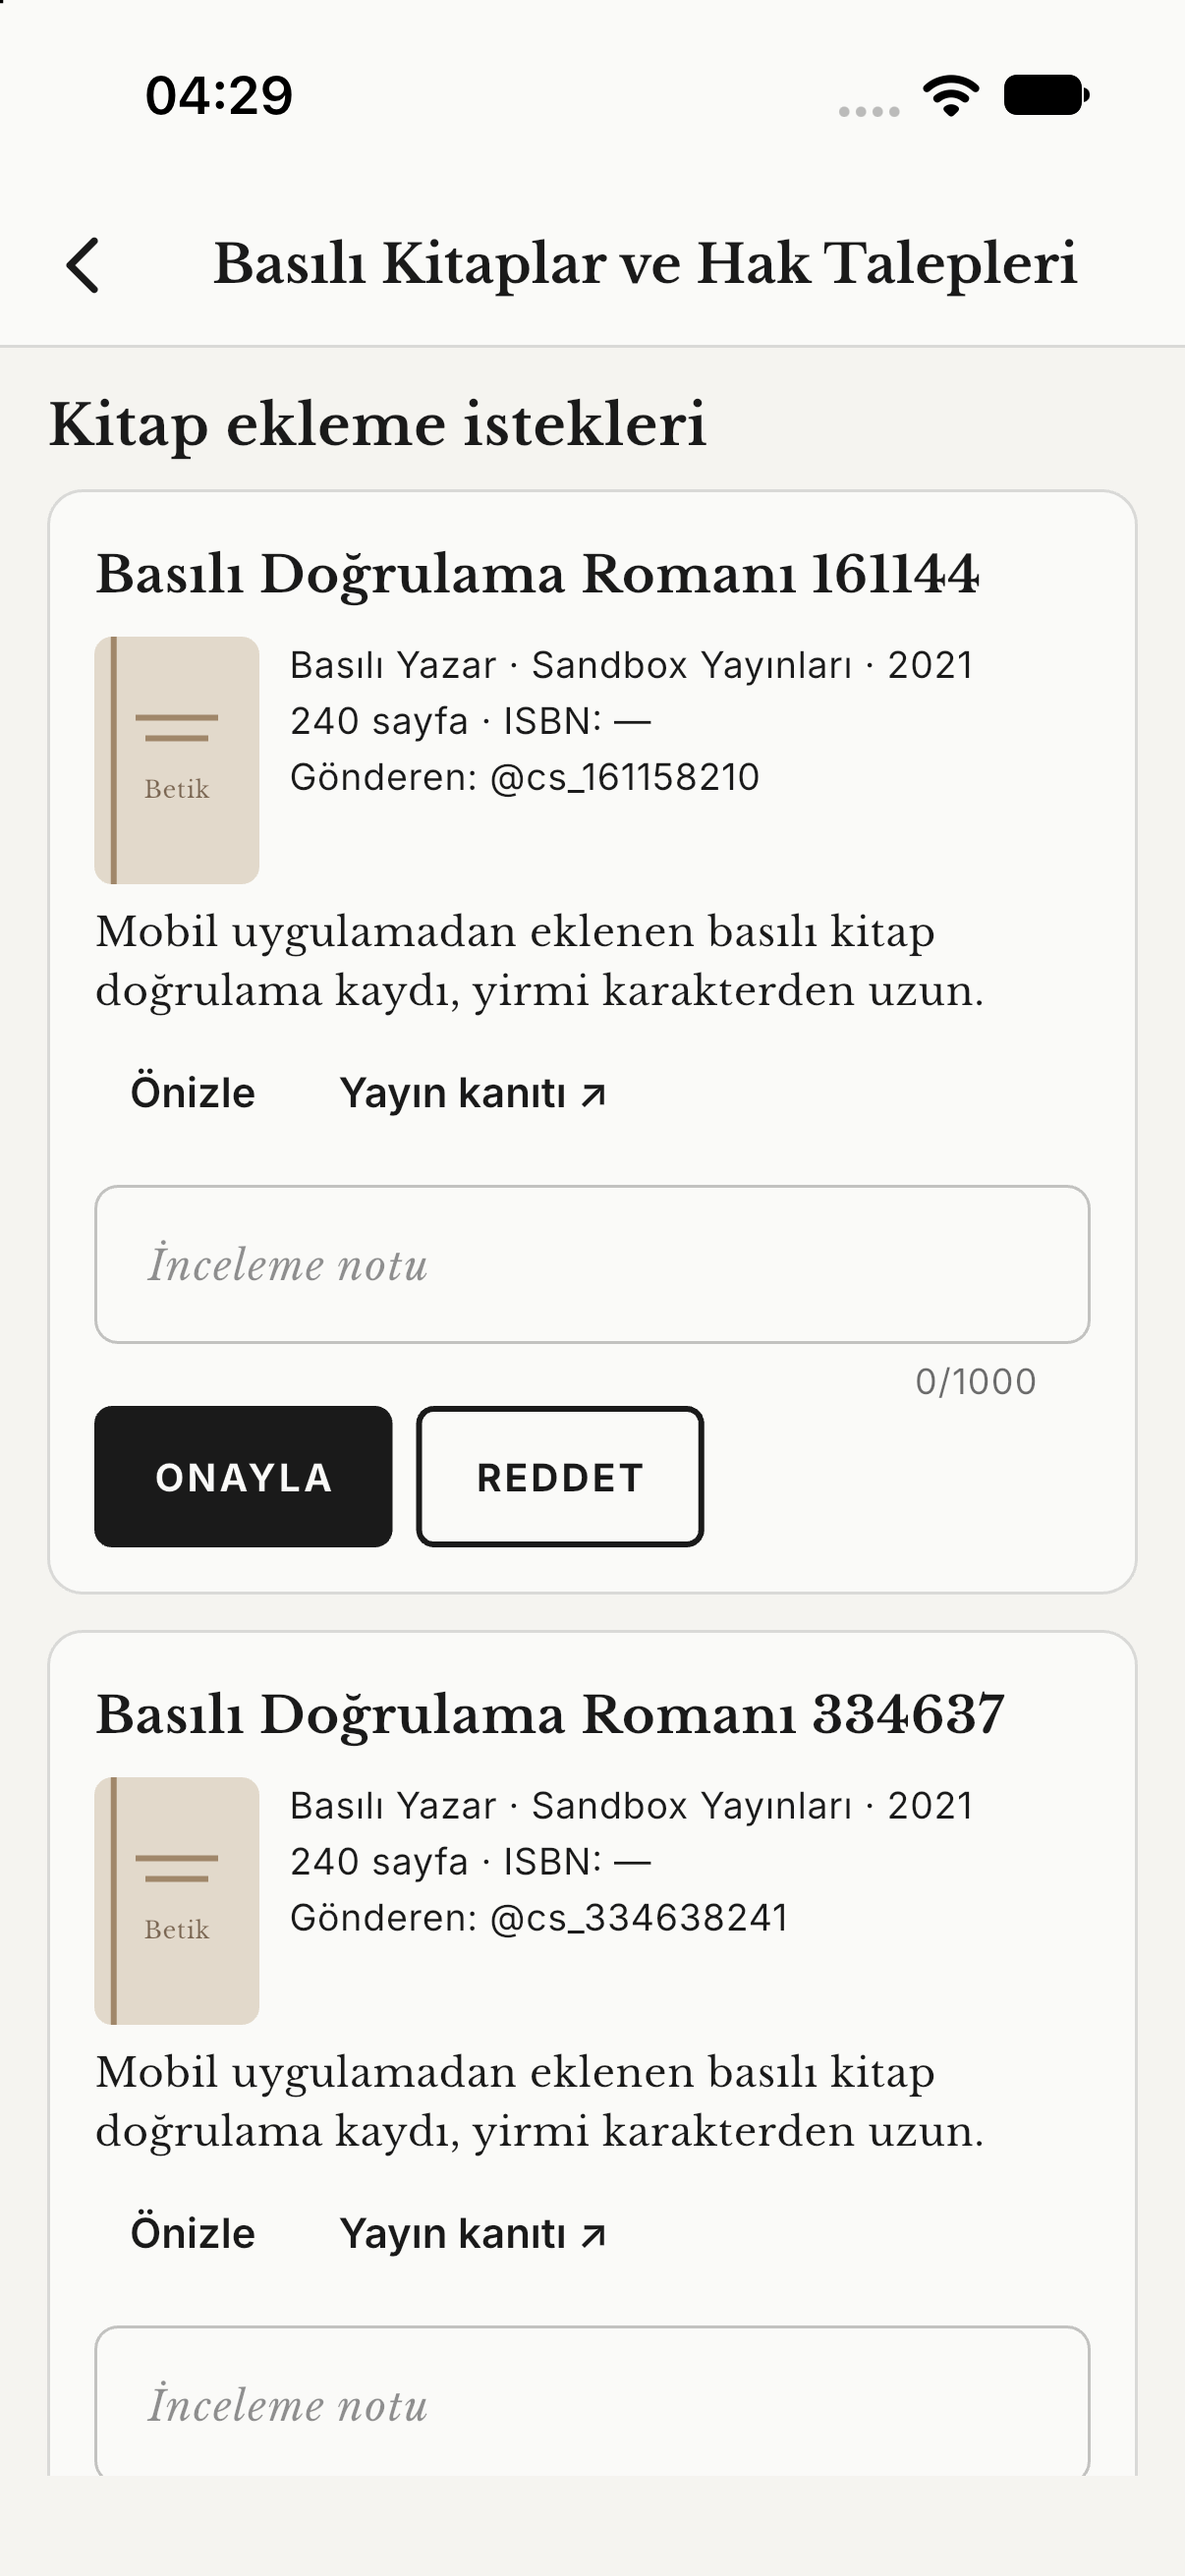 04:29
Basılı Kitaplar ve Hak Talepleri
Kitap ekleme istekleri
Basılı Doğrulama Romanı 161144
Basılı Yazar · Sandbox Yayınları · 2021
240 sayfa · ISBN: —
Gönderen: @cs_161158210
Betik
Mobil uygulamadan eklenen basılı kitap
doğrulama kaydı, yirmi karakterden uzun.
Önizle Yayın kanıtı ↗
İnceleme notu
0/1000
ONAYLA REDDET
Basılı Doğrulama Romanı 334637
Basılı Yazar · Sandbox Yayınları · 2021
240 sayfa · ISBN: —
Gönderen: @cs_334638241
Betik
Mobil uygulamadan eklenen basılı kitap
doğrulama kaydı, yirmi karakterden uzun.
Önizle Yayın kanıtı ↗
İnceleme notu